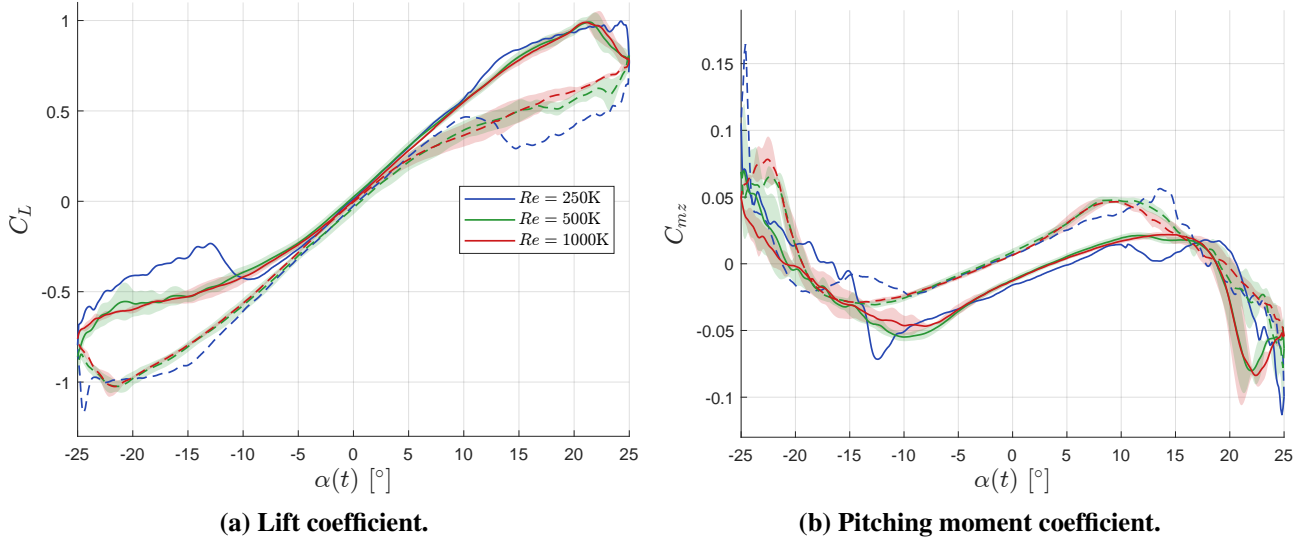 1
0.5
0
-0.5
-1
-25 -20 -15 -10 -5 0 5 10 15 20 25
C_L
α(t) [°]
Re = 250K
Re = 500K
Re = 1000K
(a) Lift coefficient.
0.15
0.1
0.05
0
-0.05
-0.1
-25 -20 -15 -10 -5 0 5 10 15 20 25
C_{mz}
α(t) [°]
(b) Pitching moment coefficient.